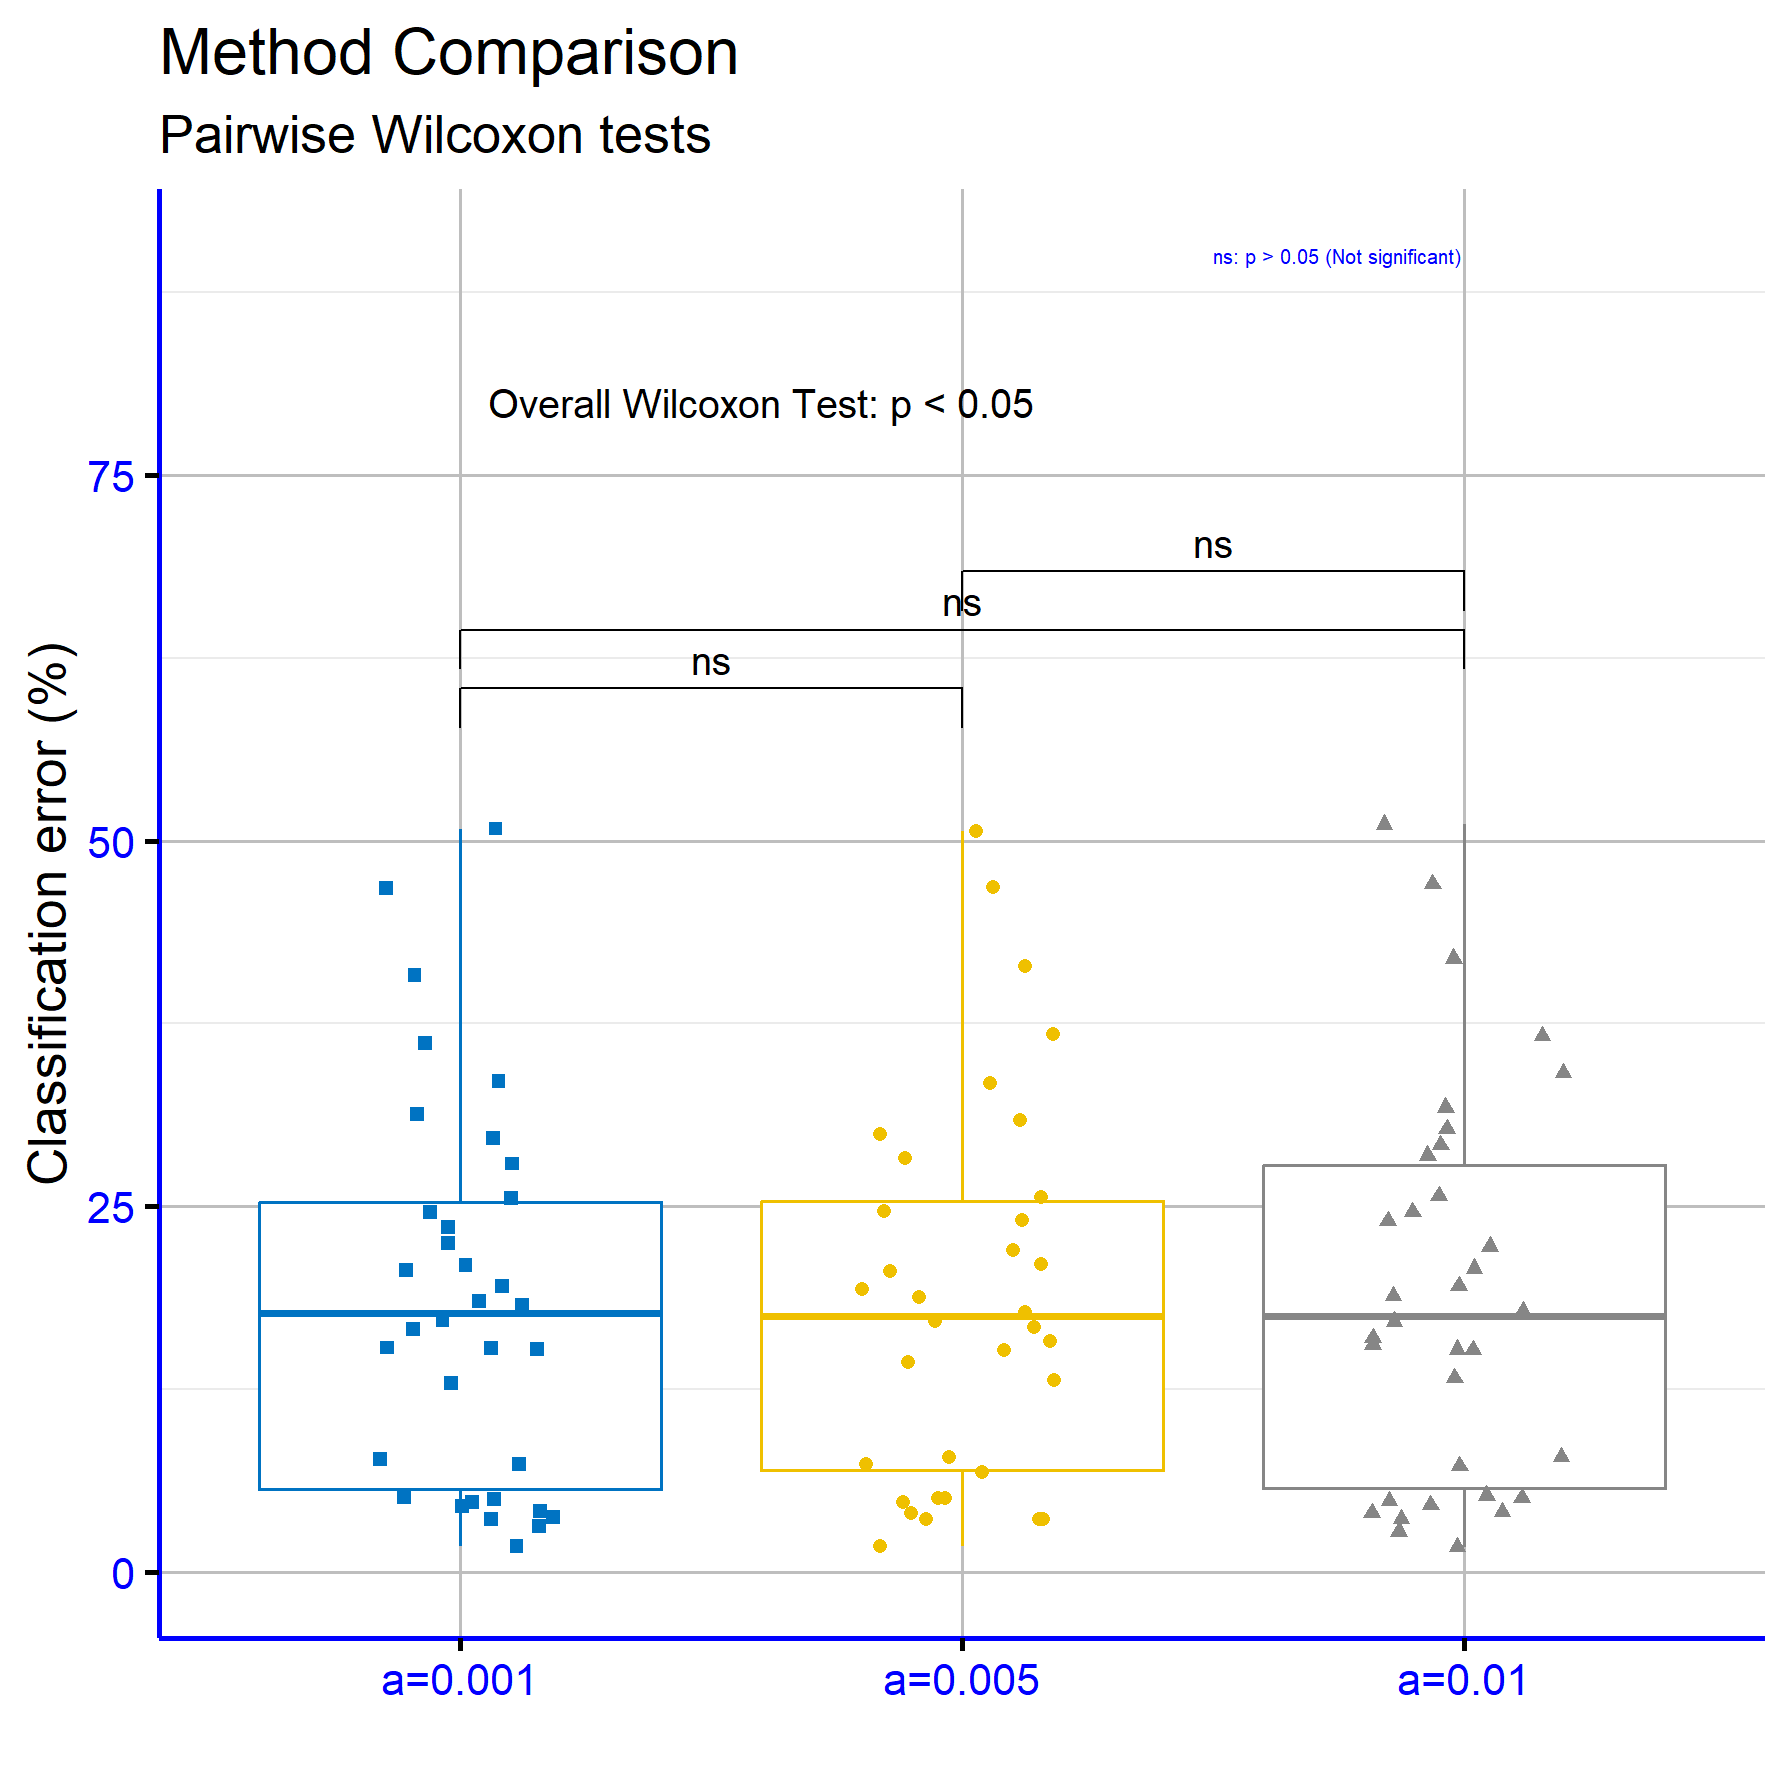 Method Comparison
Pairwise Wilcoxon tests
ns: p > 0.05 (Not significant)
Overall Wilcoxon Test: p < 0.05
75
ns
ns
ns
Classification error (%)
50
25
0
a=0.001
a=0.005
a=0.01